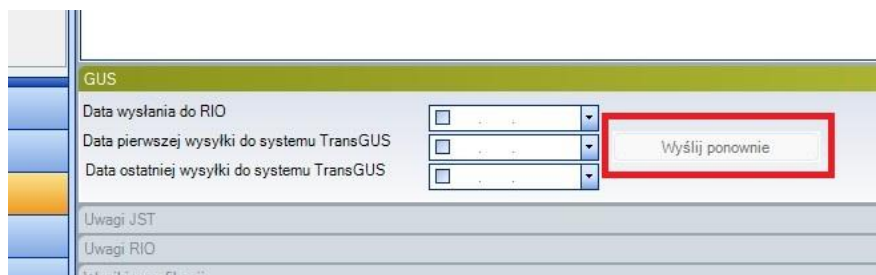 GUS
Data wysłania do RIO
Data pierwszej wysyłki do systemu TransGUS
Wyślij ponownie
Data ostatniej wysyłki do systemu TransGUS
Uwagi JST
Uwagi RIO